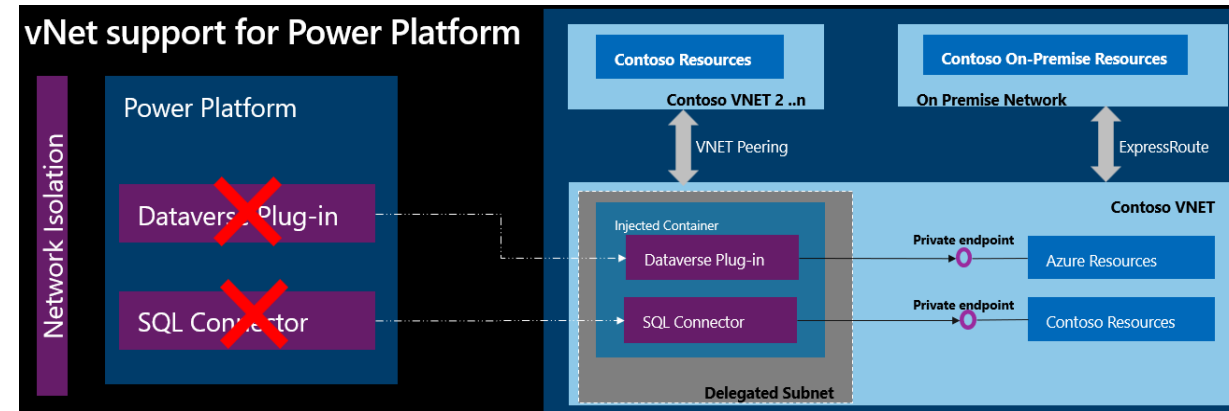 vNet support for Power Platform
Network Isolation
Power Platform
Dataverse Plug-in
SQL Connector
Contoso Resources
Contoso VNET 2 ..n
Contoso On-Premise Resources
On Premise Network
VNET Peering
ExpressRoute
Contoso VNET
Injected Container
Dataverse Plug-in
SQL Connector
Delegated Subnet
Private endpoint
Azure Resources
Private endpoint
Contoso Resources